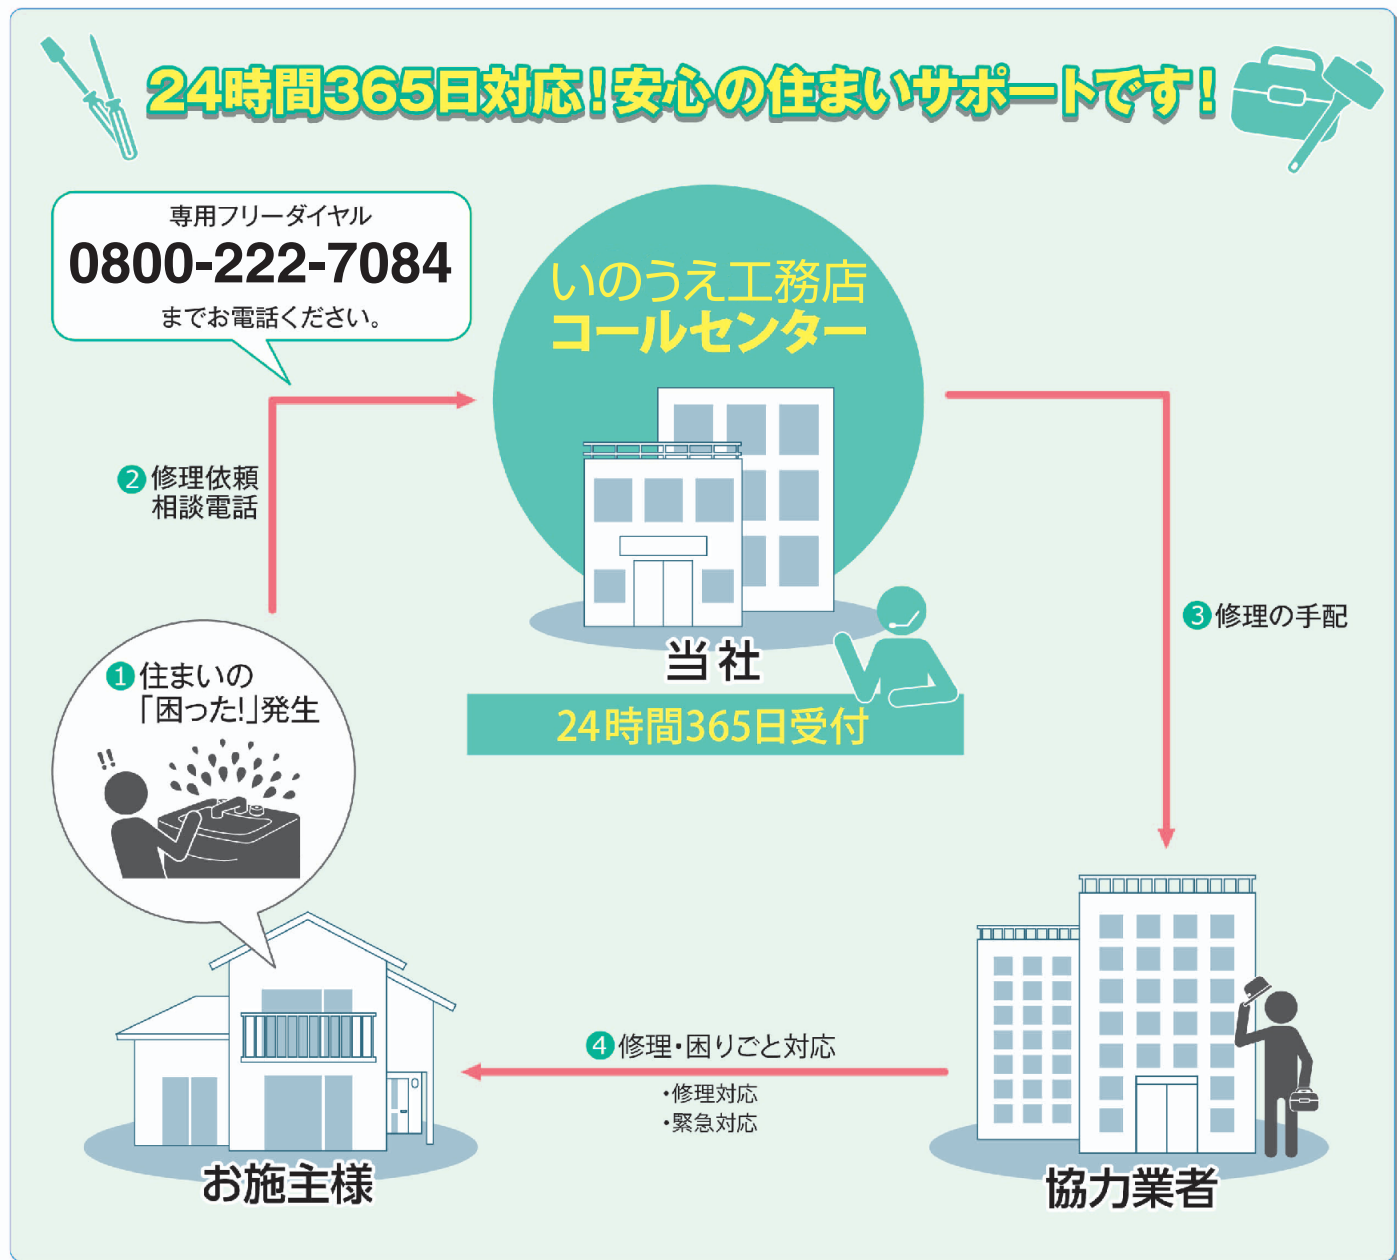 24時間365日対応!安心の住まいサポートです!
専用フリーダイヤル
0800-222-7084
までお電話ください。
いのうえ工務店
コールセンター
❷修理依頼
相談電話
❸修理の手配
当社
24時間365日受付
❶住まいの
「困った!」発生
!!
❹修理・困りごと対応
・修理対応
・緊急対応
お施主様
協力業者